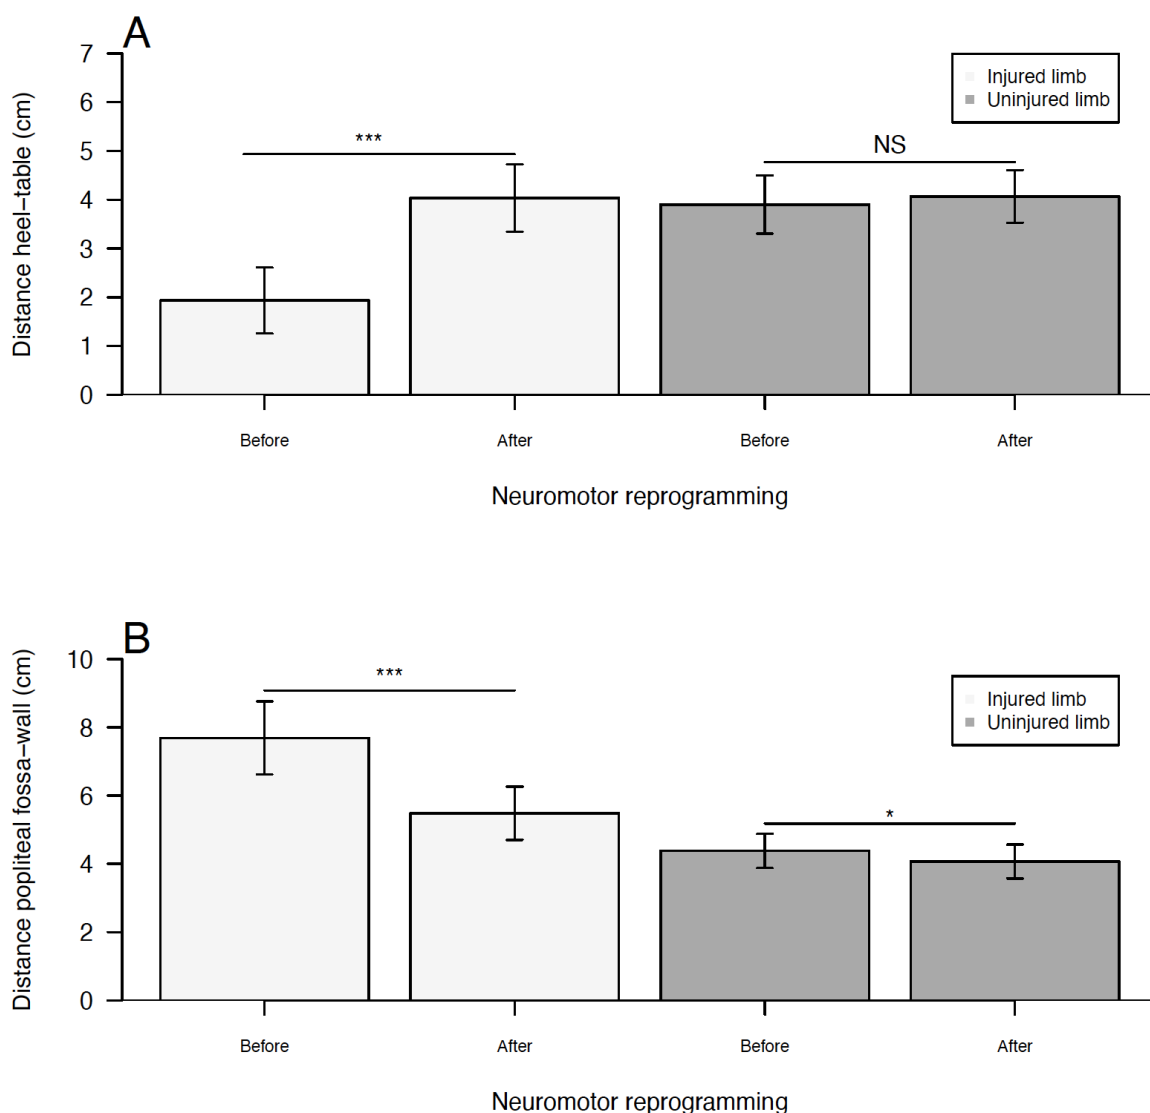 A
Distance heel−table (cm)
7
6
5
4
3
2
1
0
Injured limb
Uninjured limb
***
NS
Before
After
Before
After
Neuromotor reprogramming
B
Distance popliteal fossa−wall (cm)
10
8
6
4
2
0
Injured limb
Uninjured limb
***
*
Before
After
Before
After
Neuromotor reprogramming